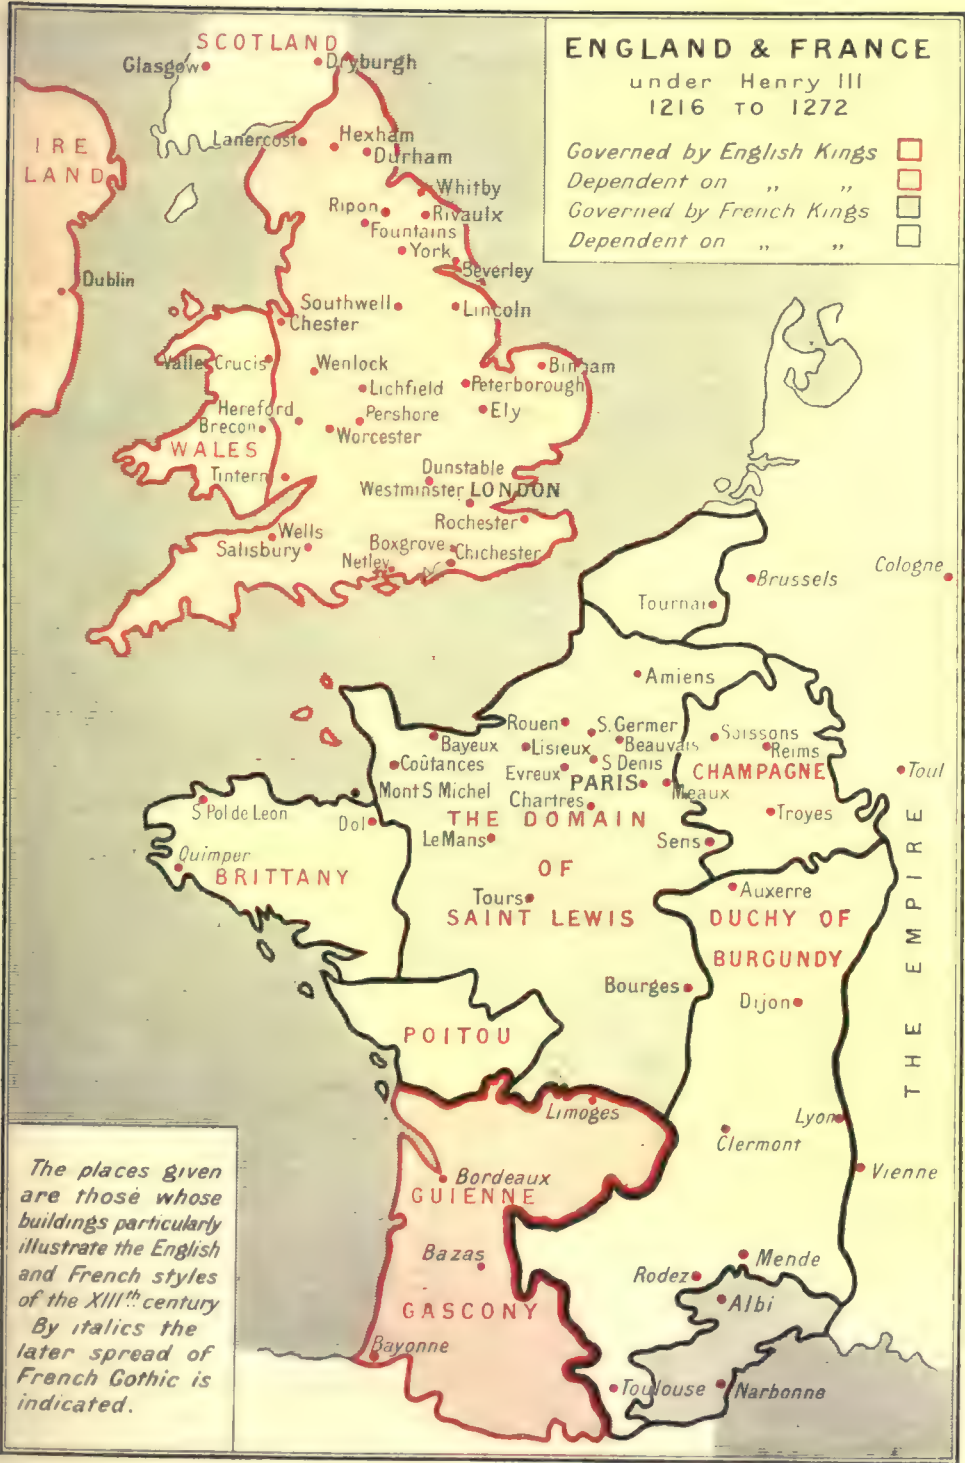 ENGLAND & FRANCE
under Henry III
1216 TO 1272
Governed by English Kings
Dependent on „ „
Governed by French Kings
Dependent on „ „
SCOTLAND
Glasgow
Dryburgh
IRE
LAND
Lanercost
Hexham
Durham
Whitby
Ripon
Rivaulx
Fountains
York
Beverley
Dublin
Southwell
Lincoln
Chester
Valle Crucis
Wenlock
Binham
Lichfield
Peterborough
Hereford
Pershore
Ely
Brecon
Worcester
WALES
Tintern
Dunstable
Westminster
LONDON
Rochester
Wells
Salisbury
Boxgrove
Chichester
Netley
Brussels
Cologne
Tournai
Amiens
Rouen
S. Germer
Soissons
Bayeux
Lisieux
Beauvais
Reims
Coûtances
S Denis
Evreux
PARIS
CHAMPAGNE
Toul
Mont S Michel
Meaux
Chartres
S Pol de Leon
Dol
THE DOMAIN
Troyes
Le Mans
Sens
Quimper
BRITTANY
OF
Auxerre
Tours
SAINT LEWIS
DUCHY OF
BURGUNDY
THE EMPIRE
Bourges
Dijon
POITOU
Limoges
Lyon
Clermont
Vienne
Bordeaux
GUIENNE
Bazas
Mende
Rodez
Albi
GASCONY
Bayonne
Toulouse
Narbonne
The places given
are those whose
buildings particularly
illustrate the English
and French styles
of the XIIIth century
By italics the
later spread of
French Gothic is
indicated.